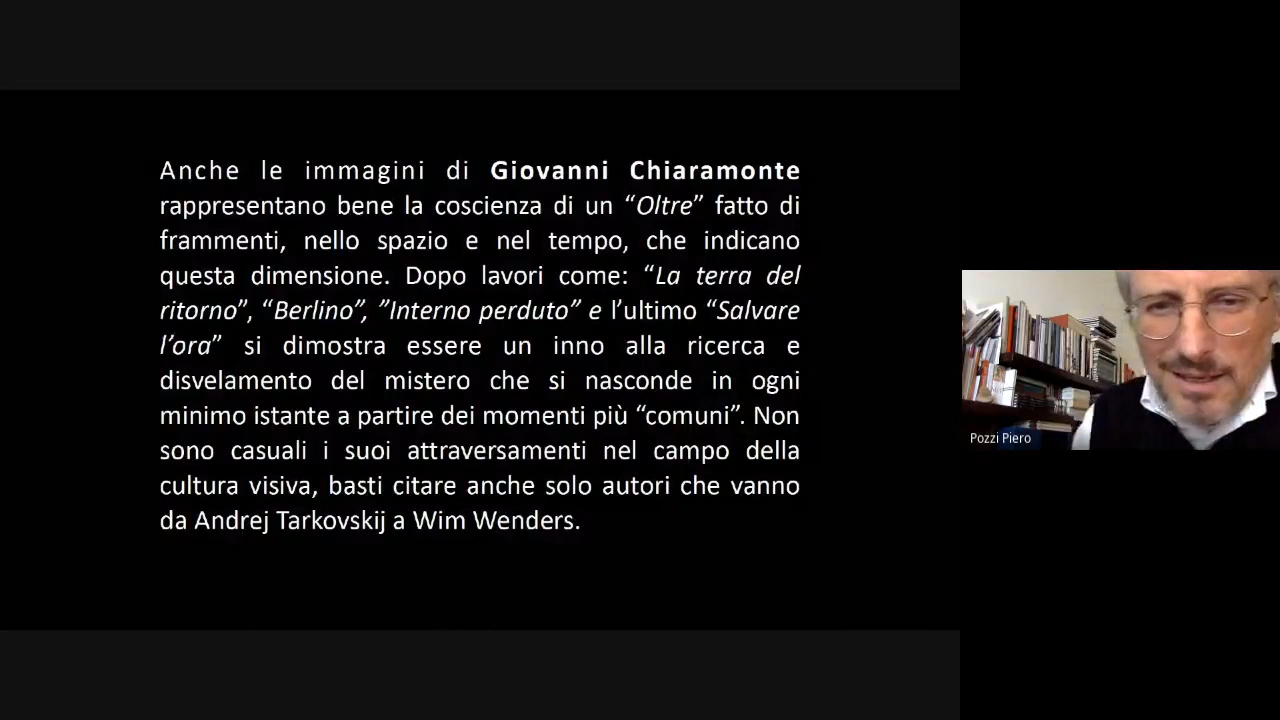 Anche le immagini di Giovanni Chiaramonte
rappresentano bene la coscienza di un “Oltre” fatto di
frammenti, nello spazio e nel tempo, che indicano
questa dimensione. Dopo lavori come: “La terra del
ritorno”, “Berlino”, ”Interno perduto” e l’ultimo “Salvare
l’ora” si dimostra essere un inno alla ricerca e
disvelamento del mistero che si nasconde in ogni
minimo istante a partire dei momenti più “comuni”. Non
sono casuali i suoi attraversamenti nel campo della
cultura visiva, basti citare anche solo autori che vanno
da Andrej Tarkovskij a Wim Wenders.
Pozzi Piero